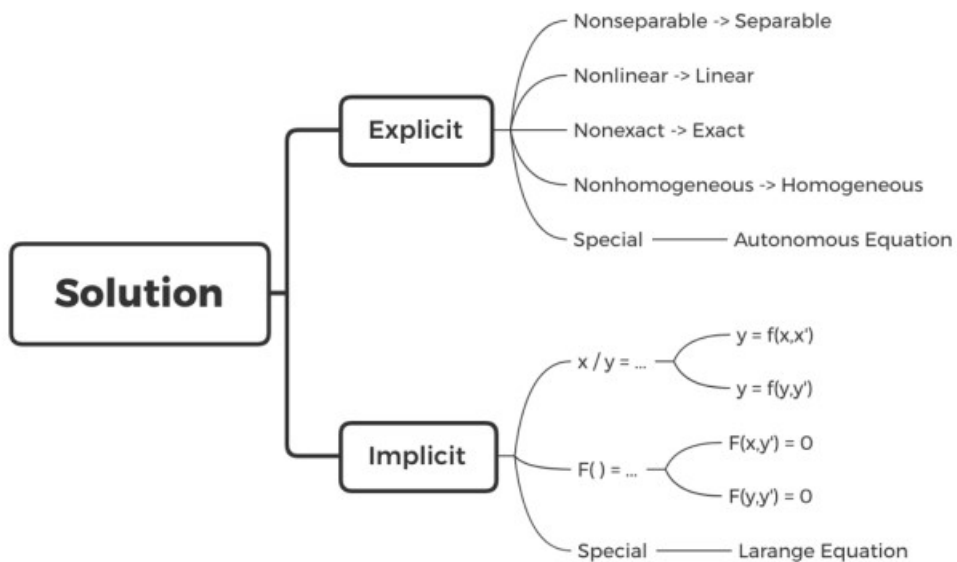 Solution
Explicit
Nonseparable -> Separable
Nonlinear -> Linear
Nonexact -> Exact
Nonhomogeneous -> Homogeneous
Special
Autonomous Equation
Implicit
x / y = ...
y = f(x,x')
y = f(y,y')
F( ) = ...
F(x,y') = 0
F(y,y') = 0
Special
Larange Equation